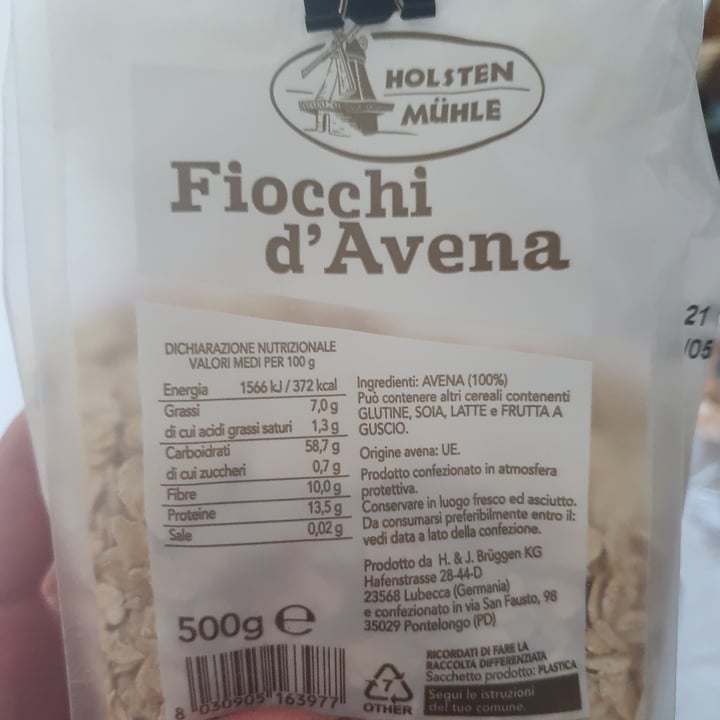 HOLSTEN
MÜHLE
Fiocchi
d'Avena
DICHIARAZIONE NUTRIZIONALE
VALORI MEDI PER 100 g
Energia 1566 kJ / 372 kcal
Grassi 7,0 g
di cui acidi grassi saturi 1,3 g
Carboidrati 58,7 g
di cui zuccheri 0,7 g
Fibre 10,0 g
Proteine 13,5 g
Sale 0,02 g
Ingredienti: AVENA (100%)
Può contenere altri cereali contenenti
GLUTINE, SOIA, LATTE e FRUTTA A
GUSCIO.
Origine avena: UE.
Prodotto confezionato in atmosfera
protettiva.
Conservare in luogo fresco ed asciutto.
Da consumarsi preferibilmente entro il:
vedi data a lato della confezione.
Prodotto da H. & J. Brüggen KG
Hafenstrasse 28-44-D
23568 Lubecca (Germania)
e confezionato in via San Fausto, 98
35029 Pontelongo (PD)
500g e
8 030905 163977
7
OTHER
RICORDATI DI FARE LA
RACCOLTA DIFFERENZIATA
Sacchetto prodotto: PLASTICA
Segui le istruzioni
del tuo comune.
21
/05